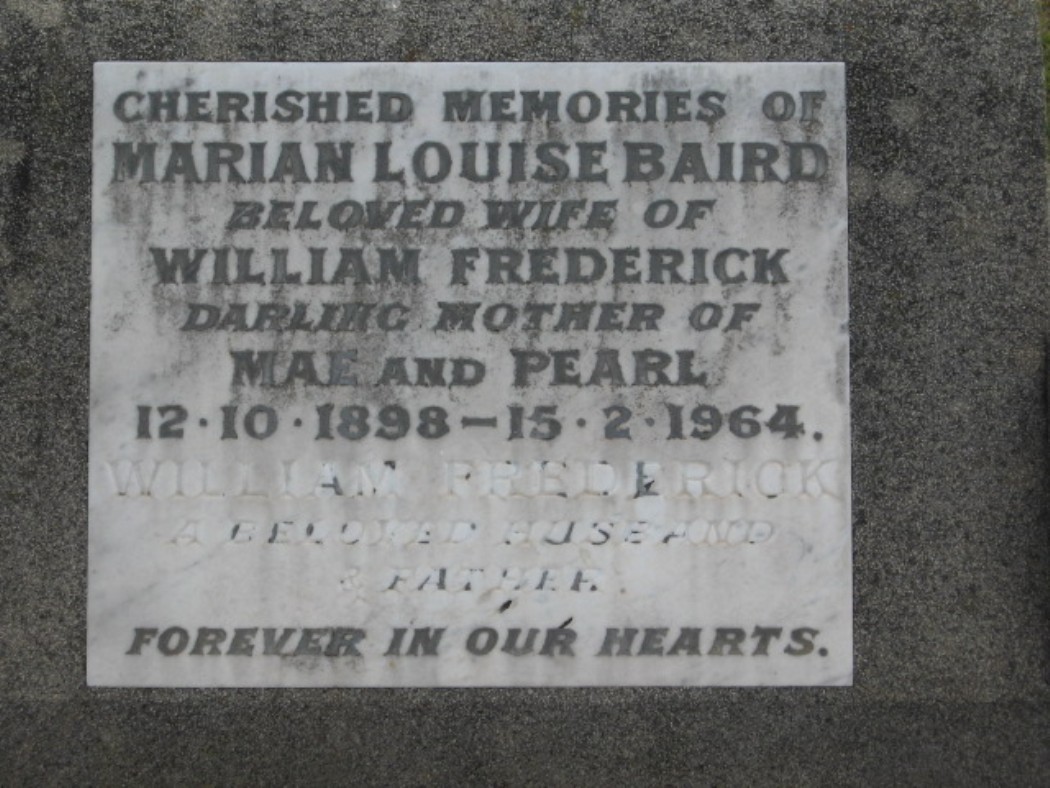 CHERISHED MEMORIES OF
MARIAN LOUISE BAIRD
BELOVED WIFE OF
WILLIAM FREDERICK
DARLING MOTHER OF
MAE AND PEARL
12·10·1898–15·2·1964.
WILLIAM FREDERICK
A BELOVED HUSBAND
& FATHER.
FOREVER IN OUR HEARTS.